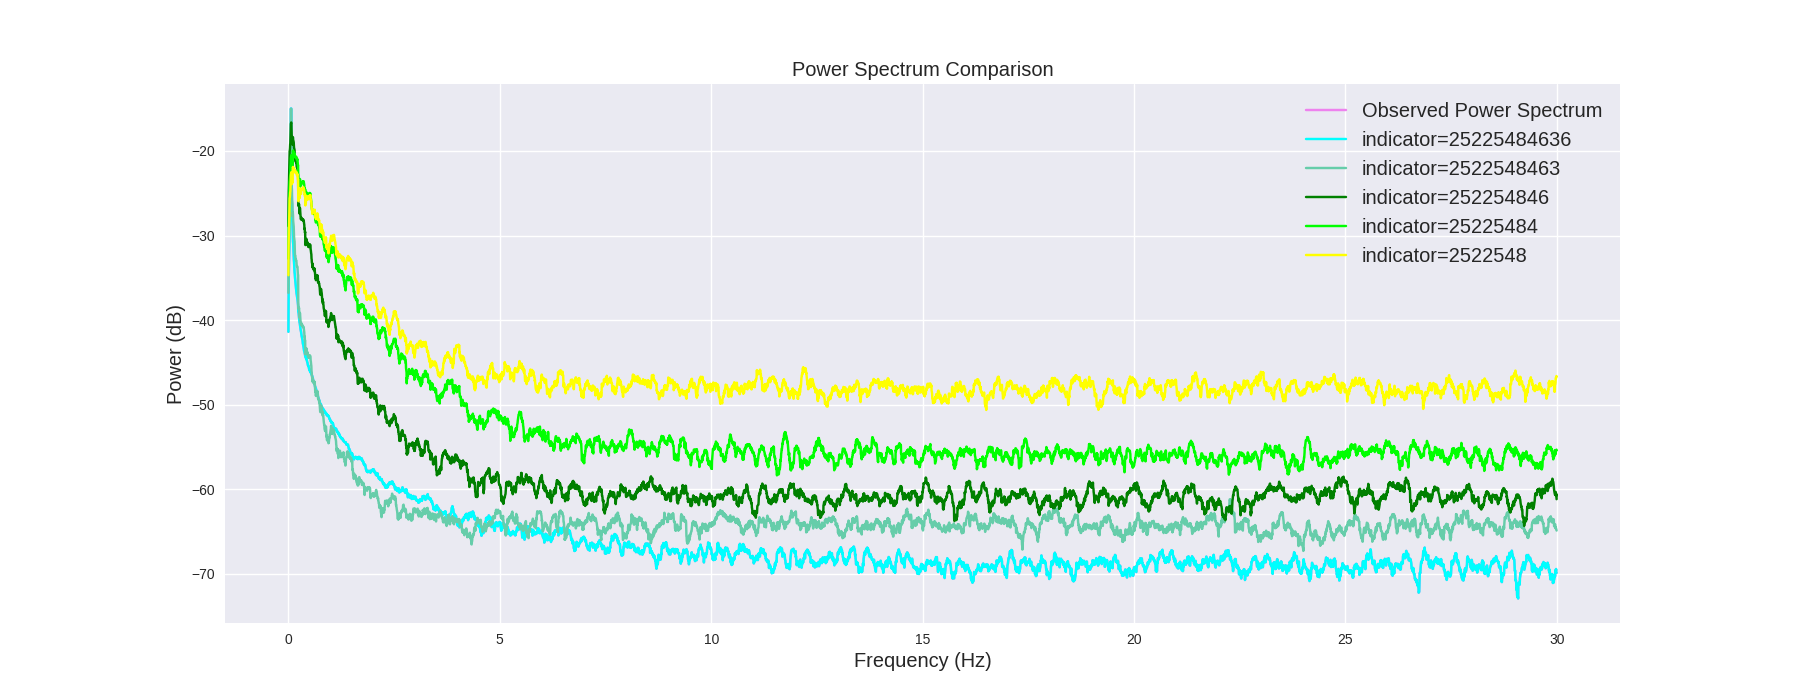 Power Spectrum Comparison
Observed Power Spectrum
indicator=25225484636
indicator=2522548463
indicator=252254846
indicator=25225484
indicator=2522548
Power (dB)
−20
−30
−40
−50
−60
−70
0 5 10 15 20 25 30
Frequency (Hz)